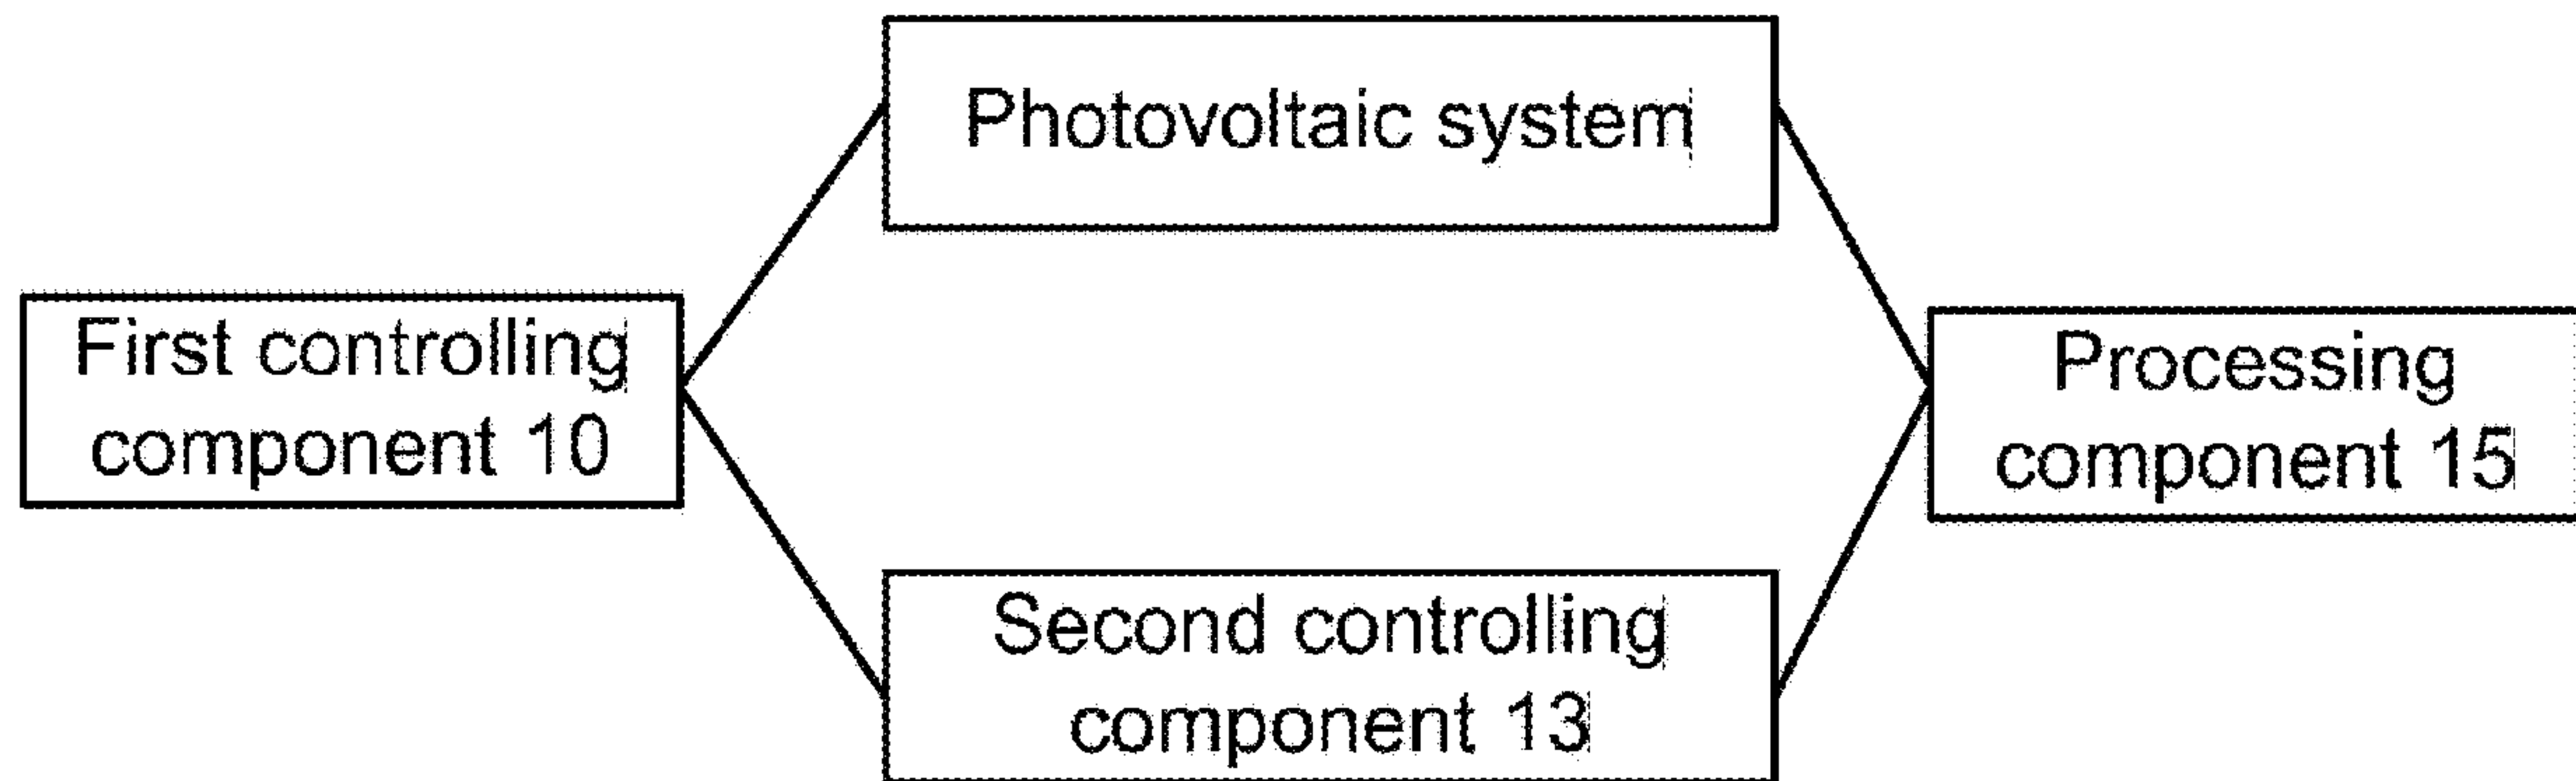 Photovoltaic system
First controlling
component 10
Processing
component 15
Second controlling
component 13